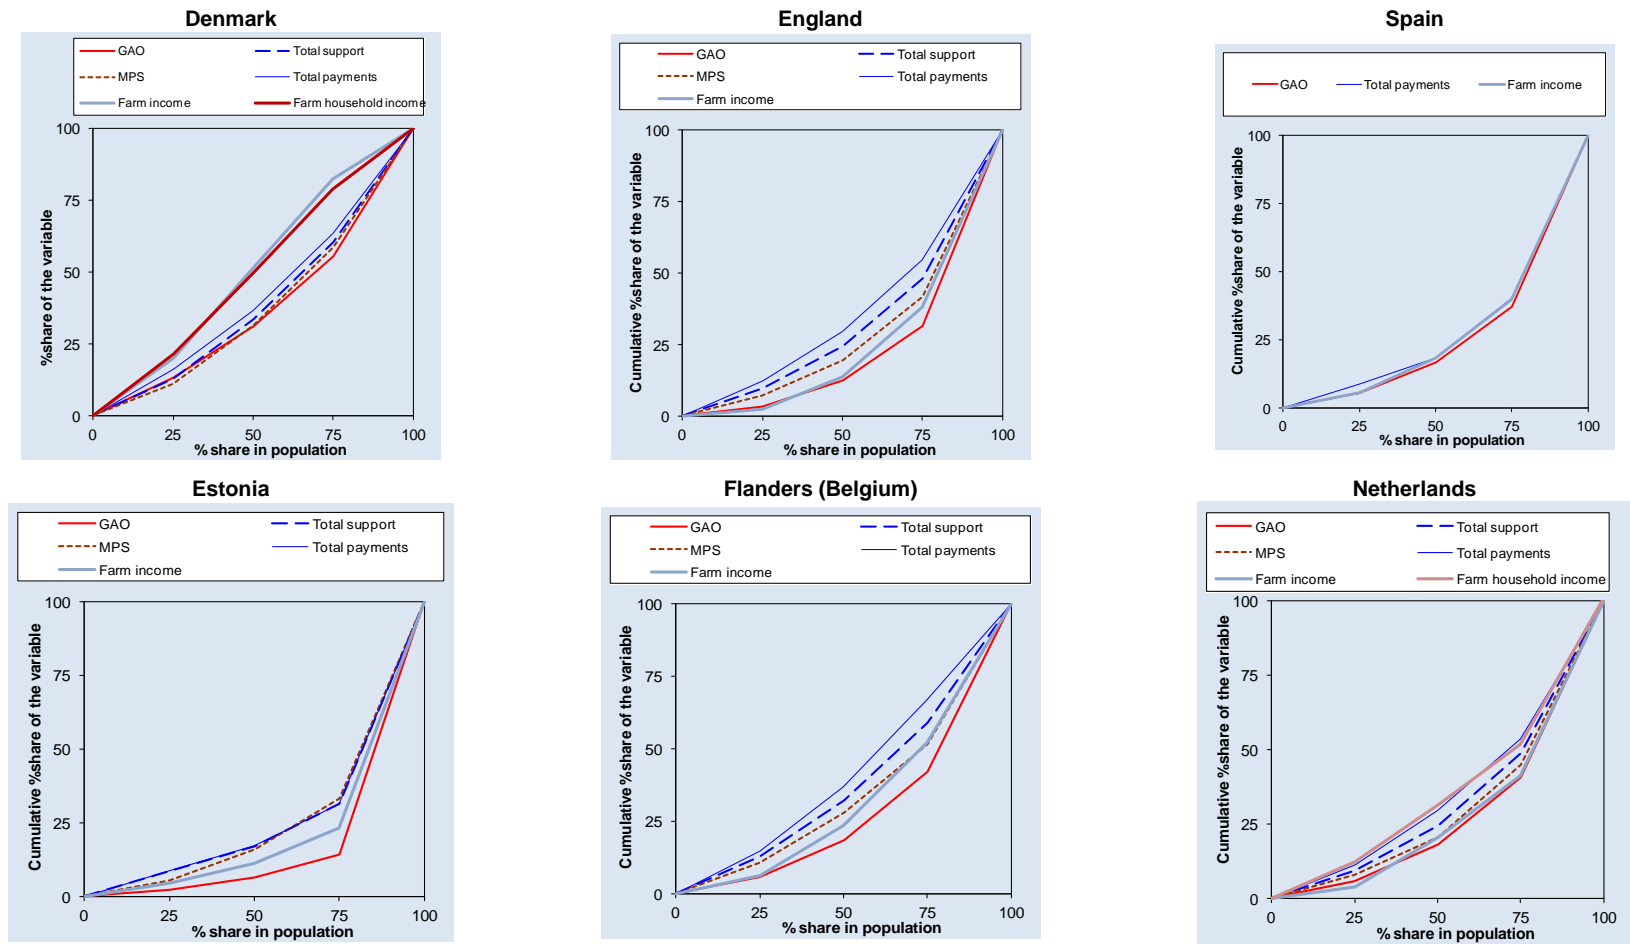 Denmark
GAO
Total support
MPS
Total payments
Farm income
Farm household income
%share of the variable
100
75
50
25
0
0 25 50 75 100
% share in population
England
GAO
Total support
MPS
Total payments
Farm income
Cumulative %share of the variable
100
75
50
25
0
0 25 50 75 100
% share in population
Spain
GAO
Total payments
Farm income
Cumulative %share of the variable
100
75
50
25
0
0 25 50 75 100
% share in population
Estonia
GAO
Total support
MPS
Total payments
Farm income
Cumulative %share of the variable
100
75
50
25
0
0 25 50 75 100
% share in population
Flanders (Belgium)
GAO
Total support
MPS
Total payments
Farm income
Cumulative %share of the variable
100
75
50
25
0
0 25 50 75 100
% share in population
Netherlands
GAO
Total support
MPS
Total payments
Farm income
Farm household income
Cumulative %share of the variable
100
75
50
25
0
0 25 50 75 100
% share in population